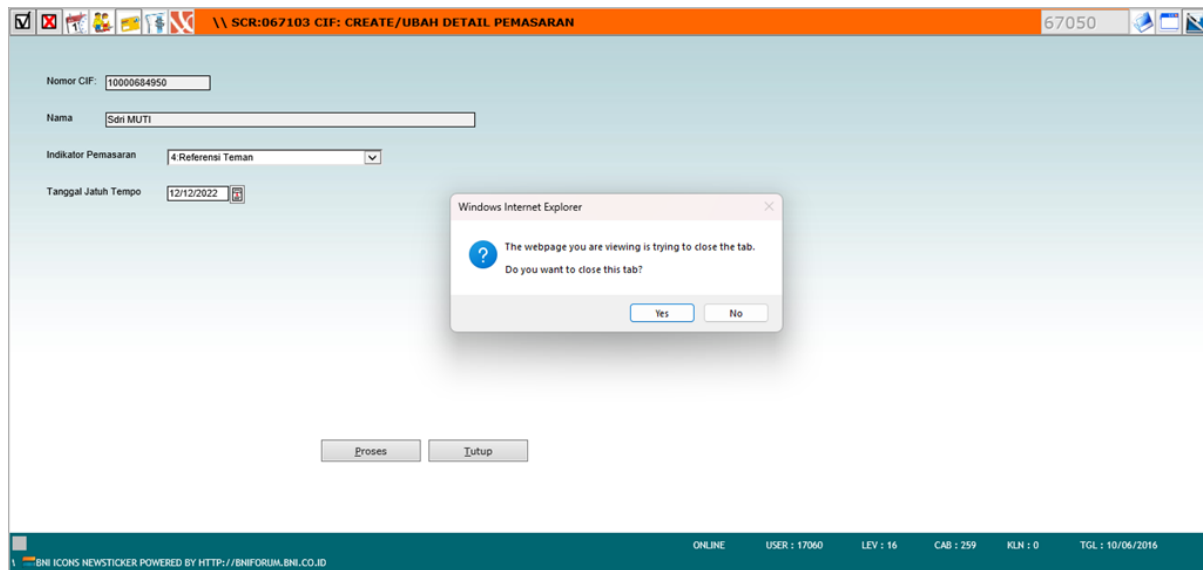 \\ SCR:067103 CIF: CREATE/UBAH DETAIL PEMASARAN
67050
Nomor CIF: 10000684950
Nama Sdri MUTI
Indikator Pemasaran 4:Referensi Teman
Tanggal Jatuh Tempo 12/12/2022
Windows Internet Explorer
The webpage you are viewing is trying to close the tab.
Do you want to close this tab?
Yes No
Proses Tutup
ONLINE USER : 17060 LEV : 16 CAB : 259 KLN : 0 TGL : 10/06/2016
BNI ICONS NEWSTICKER POWERED BY HTTP://BNIFORUM.BNI.CO.ID